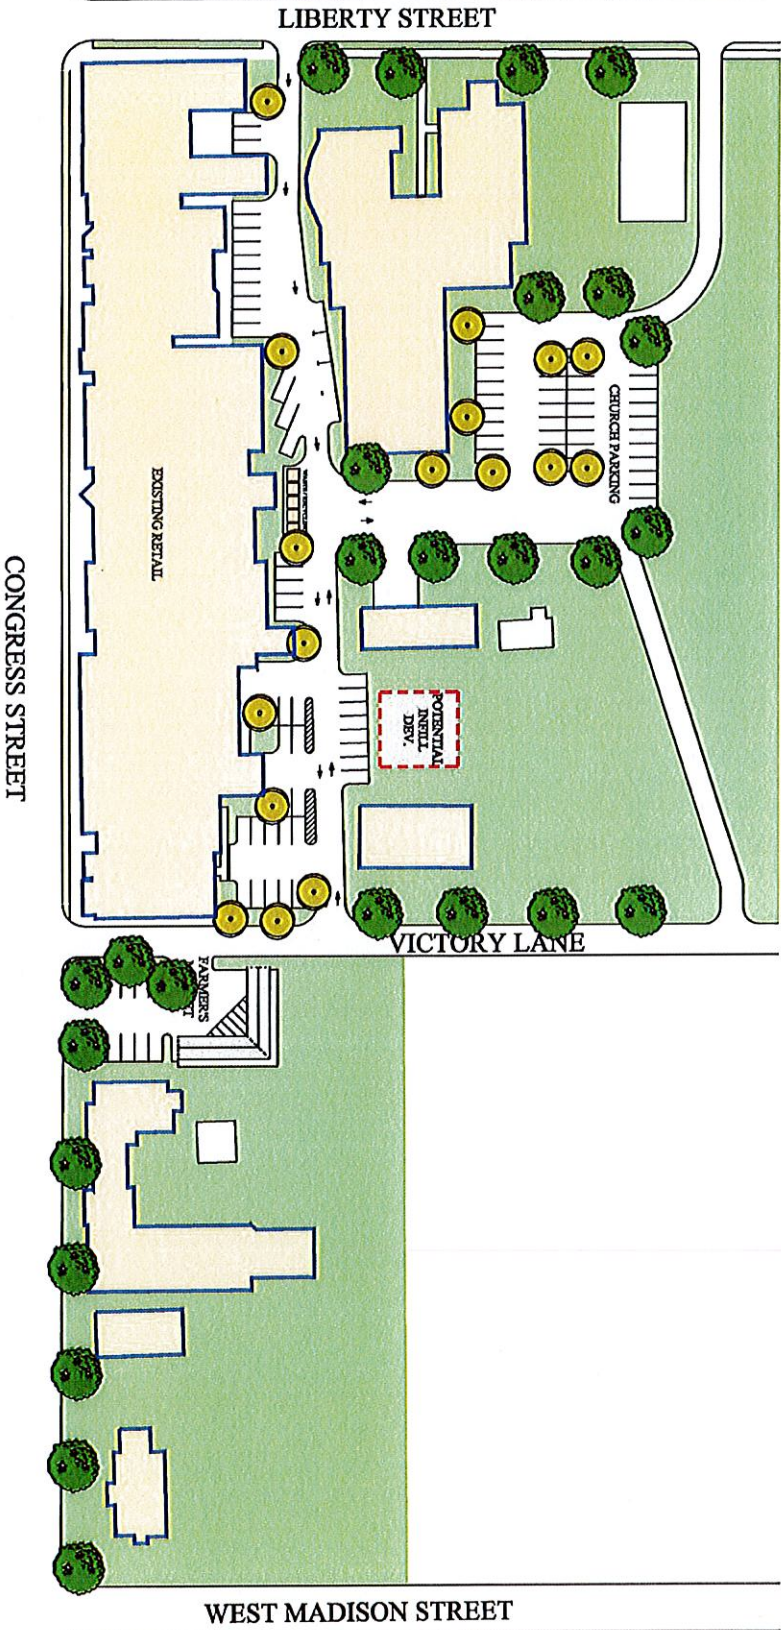 LIBERTY STREET
CHURCH PARKING
EXISTING RETAIL
POTENTIAL
INFILL
DEV.
CONGRESS STREET
VICTORY LANE
FARMER'S
WEST MADISON STREET